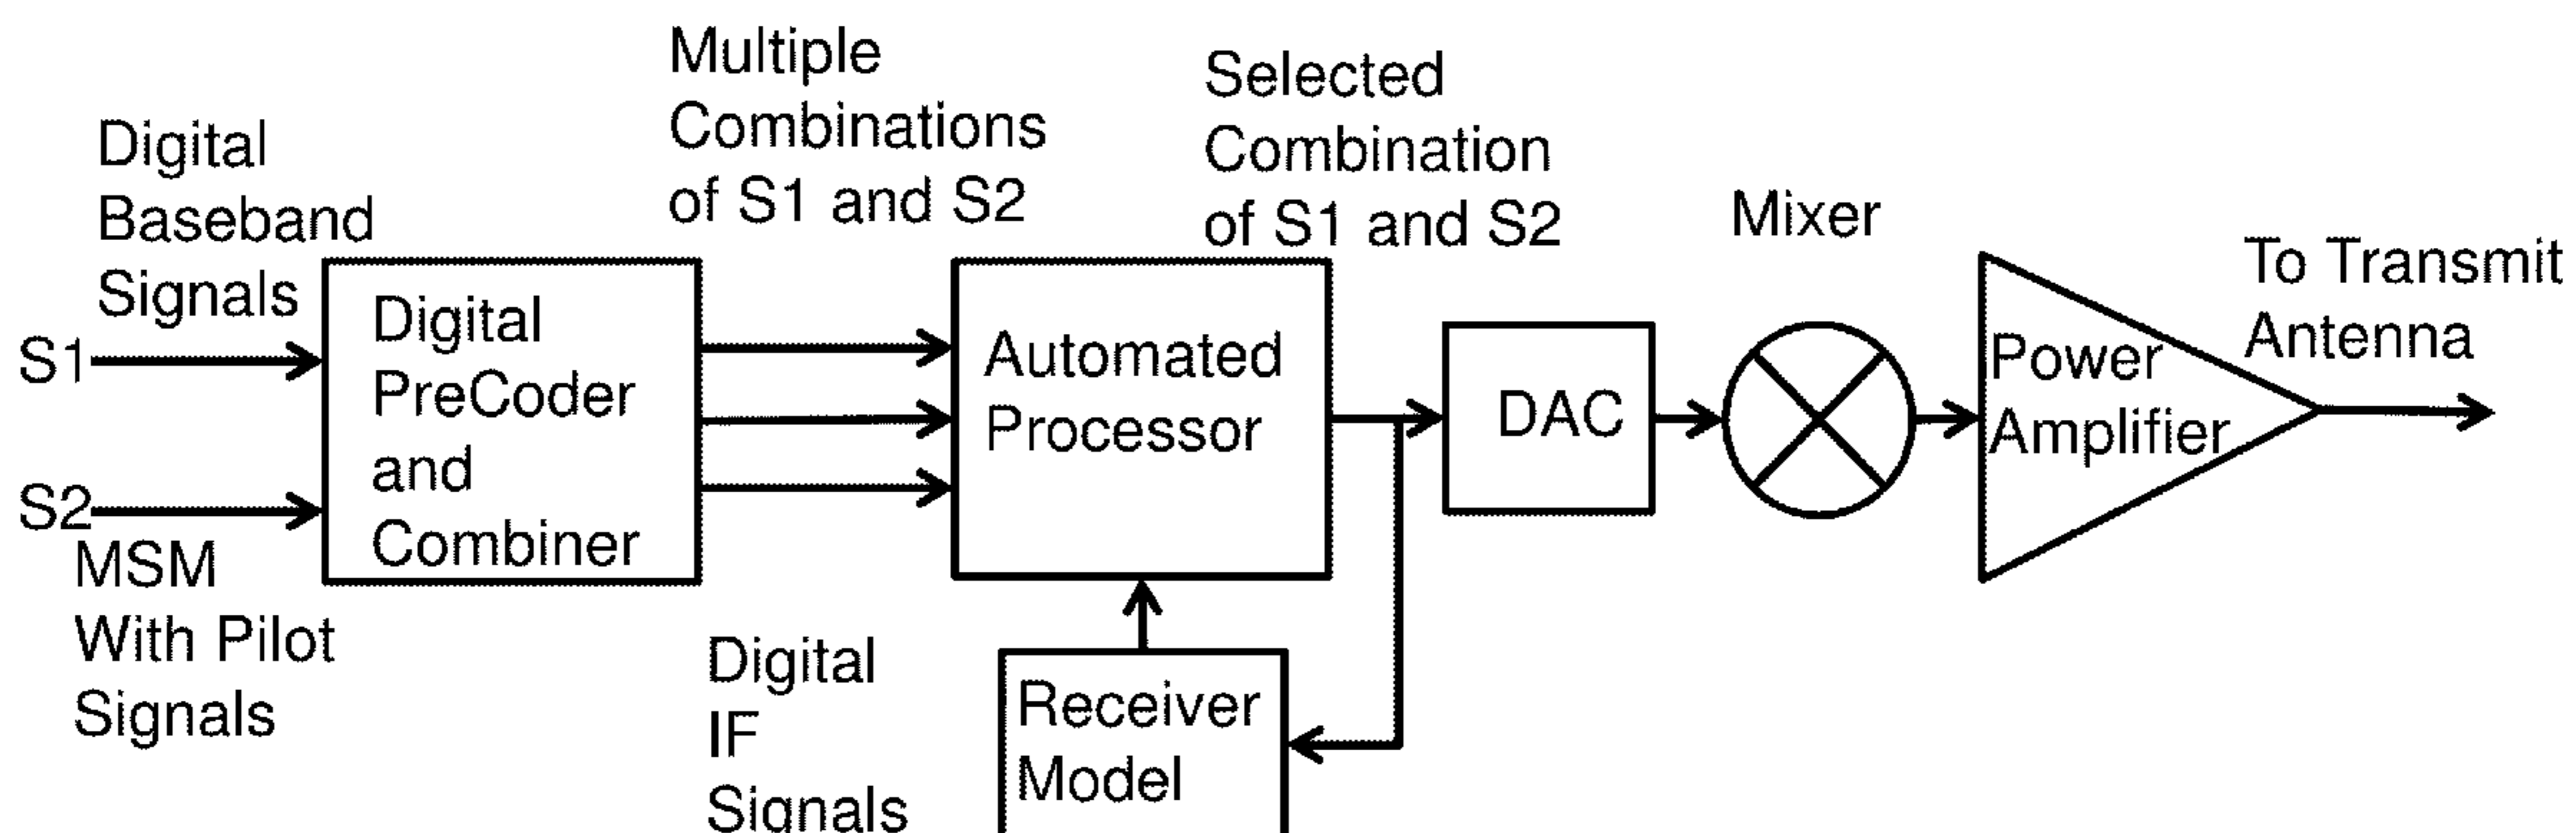 Digital
Baseband
Signals
S1
S2
MSM
With Pilot
Signals
Digital
PreCoder
and
Combiner
Multiple
Combinations
of S1 and S2
Automated
Processor
Selected
Combination
of S1 and S2
Digital
IF
Signals
Receiver
Model
DAC
Mixer
Power
Amplifier
To Transmit
Antenna